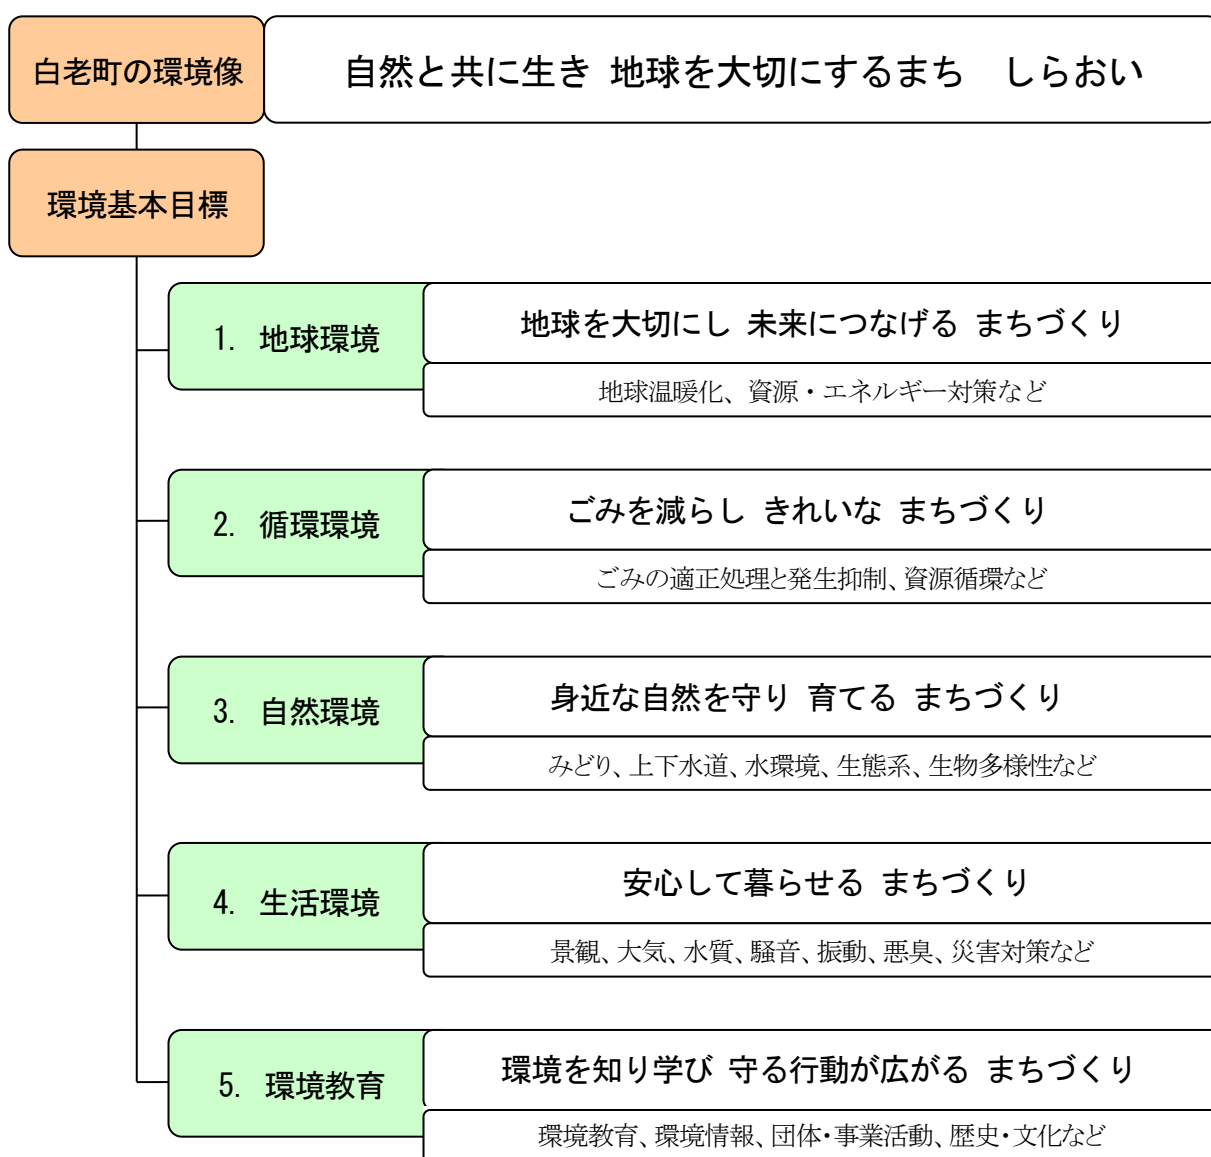 白老町の環境像
自然と共に生き 地球を大切にするまち　しらおい
環境基本目標
1. 地球環境
地球を大切にし 未来につなげる まちづくり
地球温暖化、資源・エネルギー対策など
2. 循環環境
ごみを減らし きれいな まちづくり
ごみの適正処理と発生抑制、資源循環など
3. 自然環境
身近な自然を守り 育てる まちづくり
みどり、上下水道、水環境、生態系、生物多様性など
4. 生活環境
安心して暮らせる まちづくり
景観、大気、水質、騒音、振動、悪臭、災害対策など
5. 環境教育
環境を知り学び 守る行動が広がる まちづくり
環境教育、環境情報、団体・事業活動、歴史・文化など